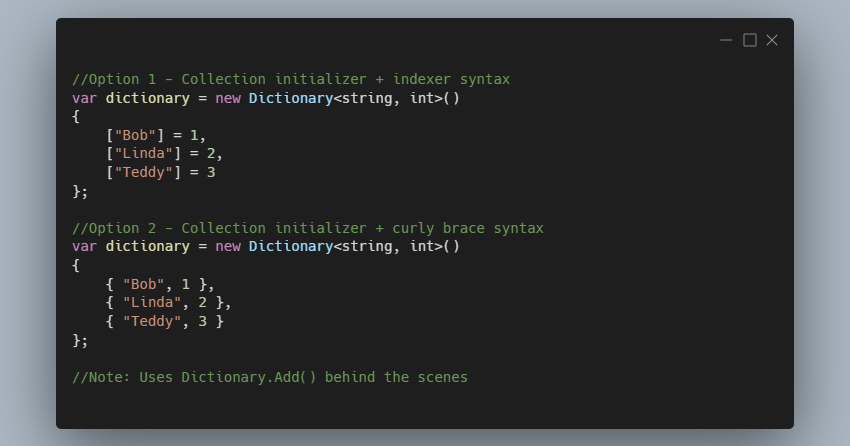 //Option 1 - Collection initializer + indexer syntax
var dictionary = new Dictionary<string, int>()
{
    ["Bob"] = 1,
    ["Linda"] = 2,
    ["Teddy"] = 3
};

//Option 2 - Collection initializer + curly brace syntax
var dictionary = new Dictionary<string, int>()
{
    { "Bob", 1 },
    { "Linda", 2 },
    { "Teddy", 3 }
};

//Note: Uses Dictionary.Add() behind the scenes